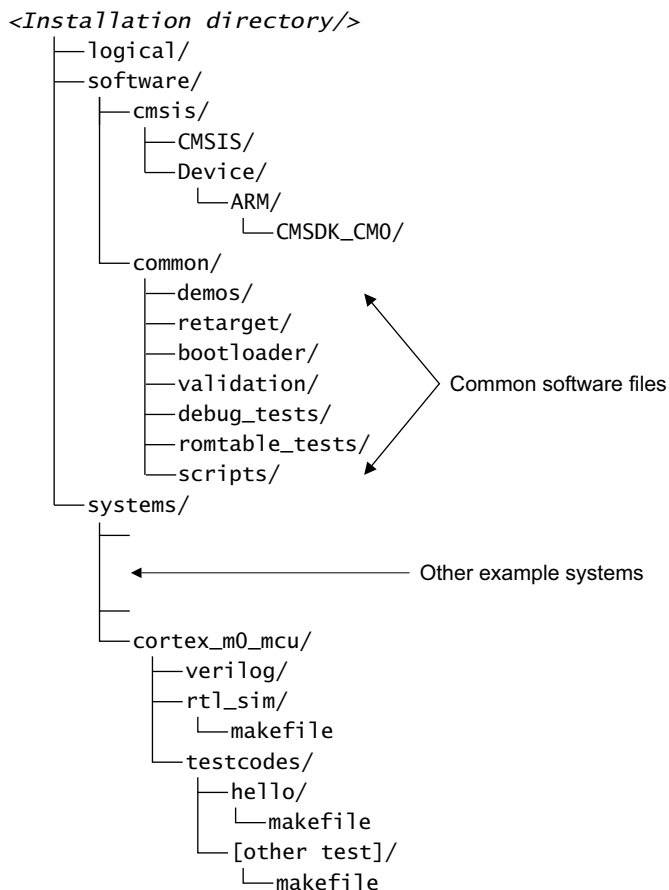 <Installation directory/>
logical/
software/
cmsis/
CMSIS/
Device/
ARM/
CMSDK_CM0/
common/
demos/
retarget/
bootloader/
validation/
Common software files
debug_tests/
romtable_tests/
scripts/
systems/
Other example systems
cortex_m0_mcu/
verilog/
rtl_sim/
makefile
testcodes/
hello/
makefile
[other test]/
makefile